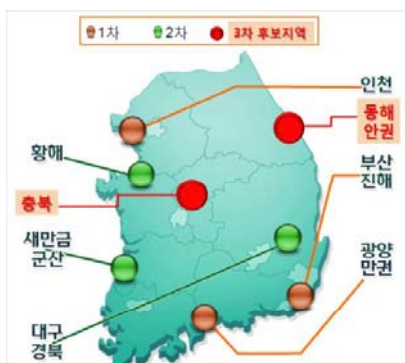 1차 2차 3차 후보지역
인천
동해
안권
황해
부산
진해
충북
새만금
군산
광양
만권
대구
경북